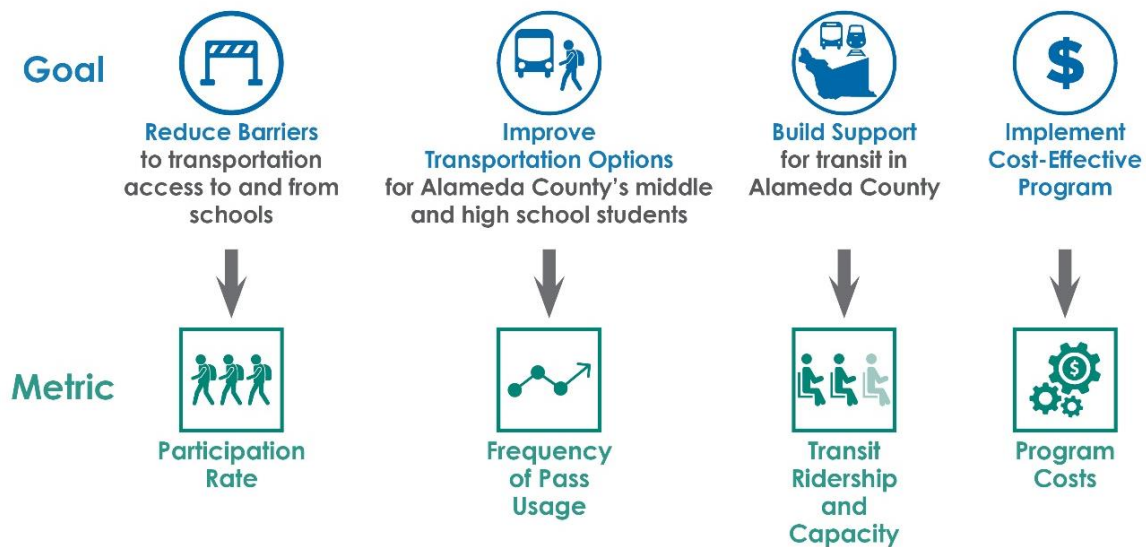 Goal
Reduce Barriers
to transportation
access to and from
schools
Improve
Transportation Options
for Alameda County's middle
and high school students
Build Support
for transit in
Alameda County
$
Implement
Cost-Effective
Program
Metric
Participation
Rate
Frequency
of Pass
Usage
Transit
Ridership
and
Capacity
$
Program
Costs